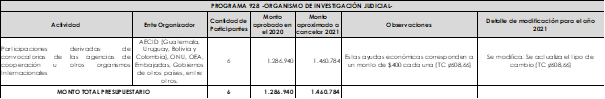 PROGRAMA 928 -ORGANISMO DE INVESTIGACIÓN JUDICIAL-
Actividad
Ente Organizador
Cantidad de
Participantes
Monto
aprobado en
el 2020
Monto
aproximado a
cancelar 2021
Observaciones
Detalle de modificación para el año
2021
Participaciones derivadas de
convocatorias de las agencias de
cooperación u otros organismos
internacionales
AECID (Guatemala,
Uruguay, Bolivia y
Colombia), ONU, OEA,
Embajadas, Gobiernos
de otros países, entre
otros.
6
1.286.940
1.460.784
Estas ayudas económicas corresponden a
un monto de $400 cada una (TC ₡608,66)
Se modifica. Se actualiza el tipo de
cambio (TC ₡608,66)
MONTO TOTAL PRESUPUESTARIO
6
1.286.940
1.460.784